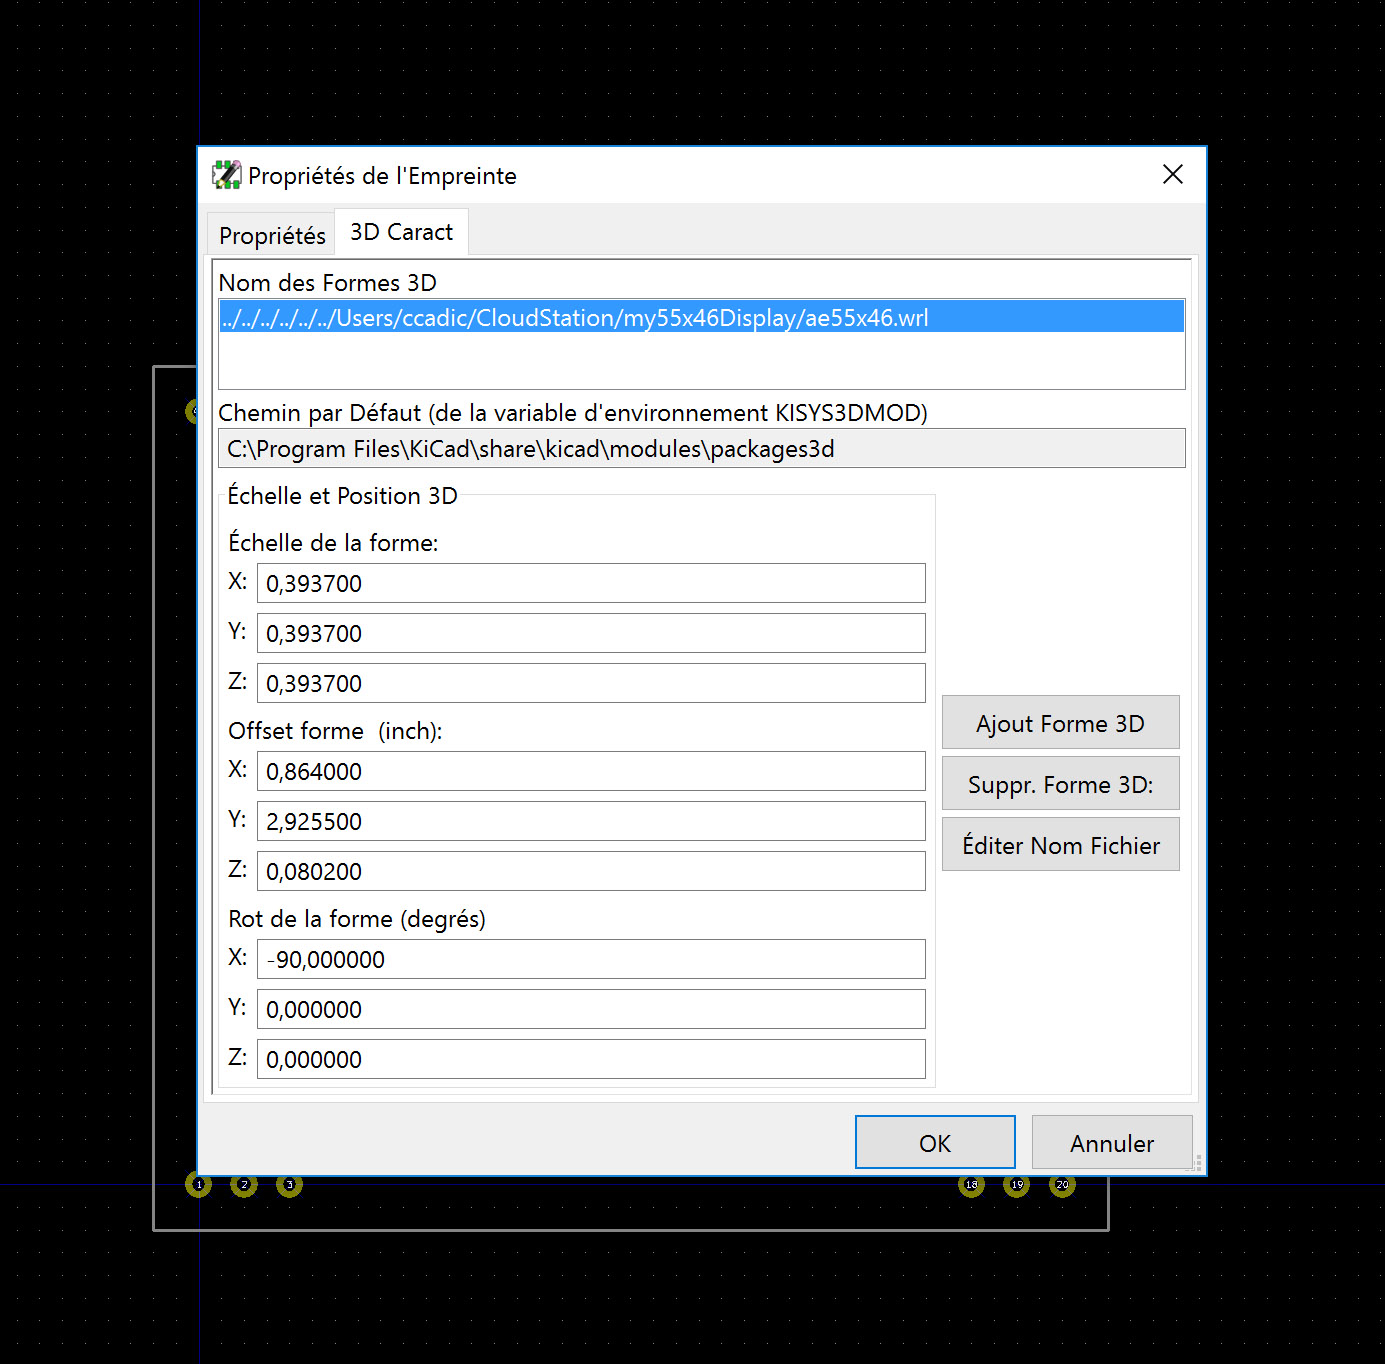 Propriétés de l'Empreinte
Propriétés
3D Caract
Nom des Formes 3D
../../../../../../Users/ccadic/CloudStation/my55x46Display/ae55x46.wrl
Chemin par Défaut (de la variable d'environnement KISYS3DMOD)
C:\Program Files\KiCad\share\kicad\modules\packages3d
Échelle et Position 3D
Échelle de la forme:
X: 0,393700
Y: 0,393700
Z: 0,393700
Offset forme (inch):
X: 0,864000
Y: 2,925500
Z: 0,080200
Rot de la forme (degrés)
X: -90,000000
Y: 0,000000
Z: 0,000000
Ajout Forme 3D
Suppr. Forme 3D:
Éditer Nom Fichier
OK
Annuler
1 2 3 18 19 20